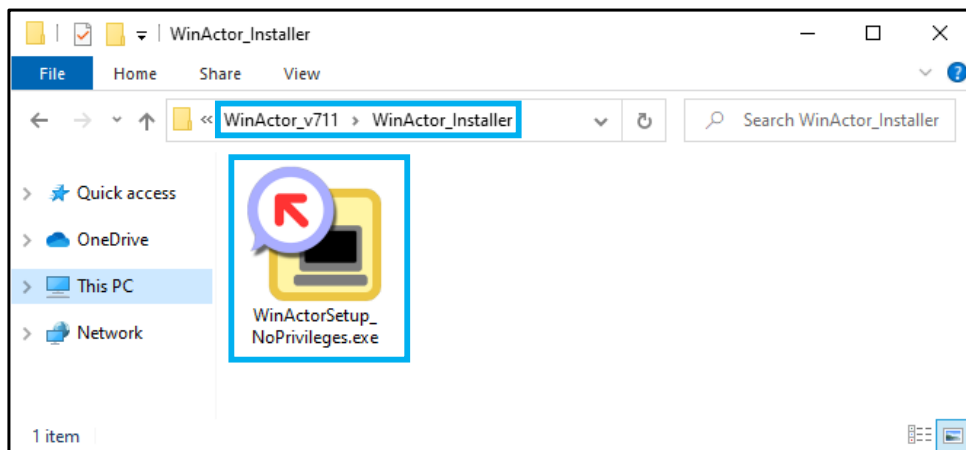 WinActor_Installer
File Home Share View
« WinActor_v711 > WinActor_Installer
Search WinActor_Installer
Quick access
OneDrive
This PC
Network
WinActorSetup_
NoPrivileges.exe
1 item